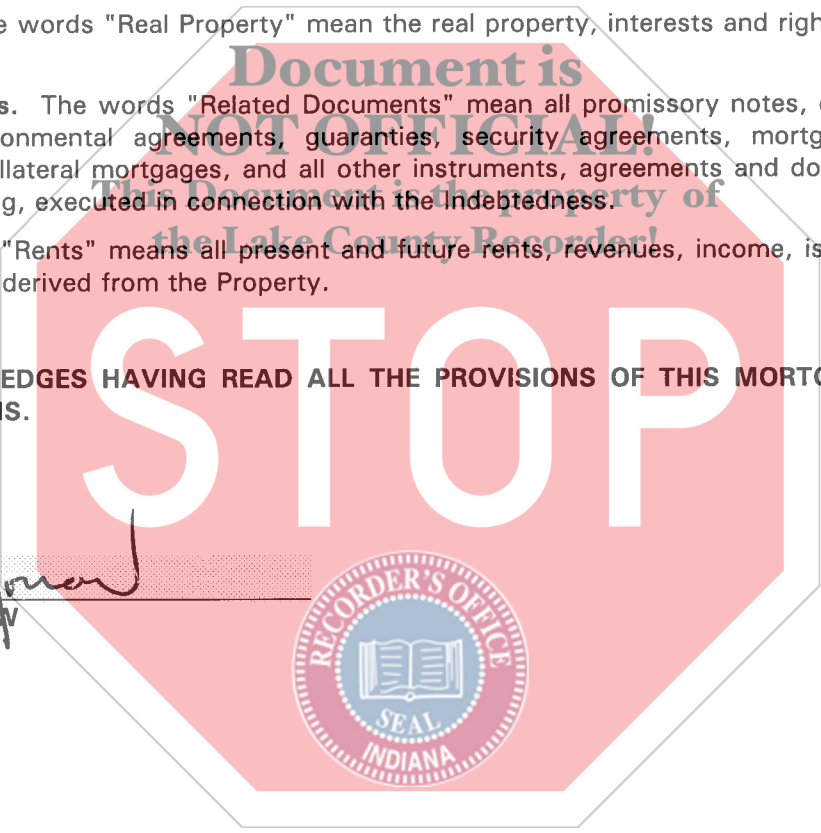 e words "Real Property" mean the real property, interests and righ
Document is
s. The words "Related Documents" mean all promissory notes,
onmental agreements, guaranties, security agreements, mortg
NOT OFFICIAL!
llateral mortgages, and all other instruments, agreements and do
This Document is the property of
g, executed in connection with the Indebtedness.
the Lake County Recorder!
"Rents" means all present and future rents, revenues, income, is
derived from the Property.
EDGES HAVING READ ALL THE PROVISIONS OF THIS MORTG
NS.
STOP
RECORDER'S OFFICE
SEAL
INDIANA